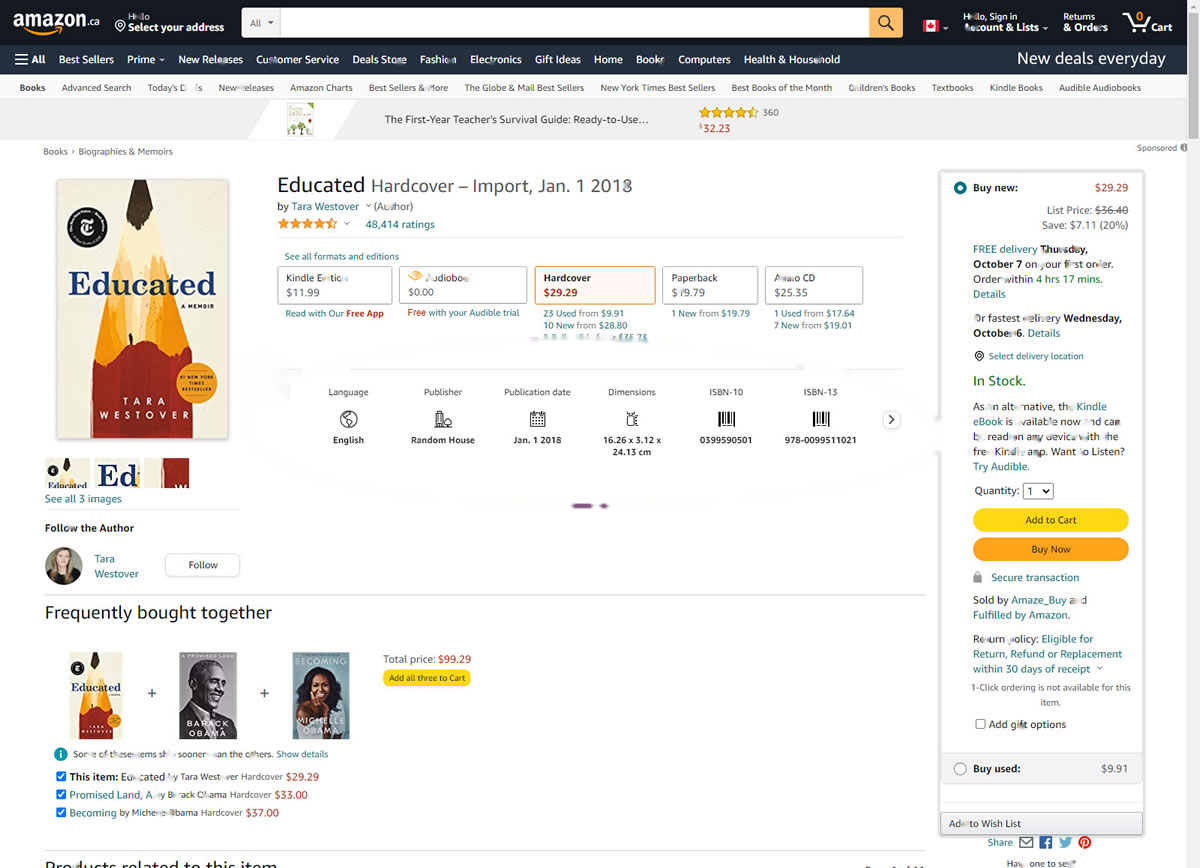 amazon.ca
Hello
Select your address
All
Hello, Sign in
Account & Lists
Returns
& Orders
0
Cart
All
Best Sellers
Prime
New Releases
Customer Service
Deals Store
Fashion
Electronics
Gift Ideas
Home
Books
Computers
Health & Household
New deals everyday
Books
Advanced Search
Today's Deals
New Releases
Amazon Charts
Best Sellers & More
The Globe & Mail Best Sellers
New York Times Best Sellers
Best Books of the Month
Children's Books
Textbooks
Kindle Books
Audible Audiobooks
The First-Year Teacher's Survival Guide: Ready-to-Use...
360
$32.23
Sponsored
Books › Biographies & Memoirs
Educated Hardcover – Import, Jan. 1 2018
by Tara Westover (Author)
48,414 ratings
See all formats and editions
Kindle Edition
$11.99
Read with Our Free App
Audiobook
$0.00
Free with your Audible trial
Hardcover
$29.29
23 Used from $9.91
10 New from $28.80
Paperback
$19.79
1 New from $19.79
Audio CD
$25.35
1 Used from $17.64
7 New from $19.01
Educated
A MEMOIR
#1 NEW YORK
TIMES
BESTSELLER
TARA
WESTOVER
Language
English
Publisher
Random House
Publication date
Jan. 1 2018
Dimensions
16.26 x 3.12 x
24.13 cm
ISBN-10
0399590501
ISBN-13
978-0099511021
Educated
Ed
See all 3 images
Follow the Author
Tara
Westover
Follow
Frequently bought together
Educated
TARA
WESTOVER
+
A PROMISED LAND
BARACK
OBAMA
+
BECOMING
MICHELLE
OBAMA
Total price: $99.29
Add all three to Cart
Some of these items ship sooner than the others. Show details
This item: Educated by Tara Westover Hardcover $29.29
Promised Land, A by Barack Obama Hardcover $33.00
Becoming by Michelle Obama Hardcover $37.00
Products related to this item
Buy new:
$29.29
List Price: $36.40
Save: $7.11 (20%)
FREE delivery Thursday,
October 7 on your first order.
Order within 4 hrs 17 mins.
Details
Or fastest delivery Wednesday,
October 6. Details
Select delivery location
In Stock.
As an alternative, the Kindle
eBook is available now and can
be read on any device with the
free Kindle app. Want to Listen?
Try Audible.
Quantity: 1
Add to Cart
Buy Now
Secure transaction
Sold by Amaze_Buy and
Fulfilled by Amazon.
Return policy: Eligible for
Return, Refund or Replacement
within 30 days of receipt
1-Click ordering is not available for this
item.
Add gift options
Buy used:
$9.91
Add to Wish List
Share
Have one to sell?